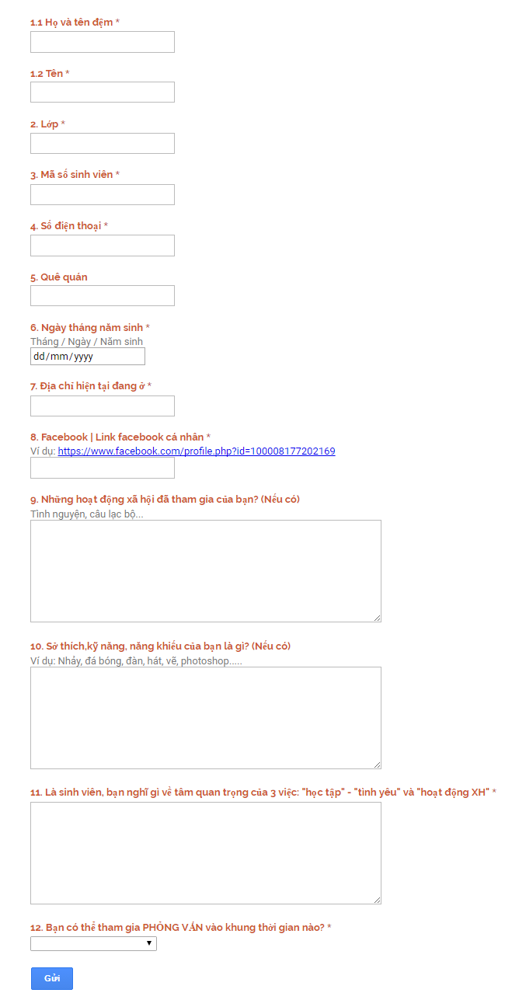 1.1 Họ và tên đệm *
1.2 Tên *
2. Lớp *
3. Mã số sinh viên *
4. Số điện thoại *
5. Quê quán
6. Ngày tháng năm sinh *
Tháng / Ngày / Năm sinh
dd/mm/yyyy
7. Địa chỉ hiện tại đang ở *
8. Facebook | Link facebook cá nhân *
Ví dụ: https://www.facebook.com/profile.php?id=100008177202169
9. Những hoạt động xã hội đã tham gia của bạn? (Nếu có)
Tình nguyện, câu lạc bộ...
10. Sở thích,kỹ năng, năng khiếu của bạn là gì? (Nếu có)
Ví dụ: Nhảy, đá bóng, đàn, hát, vẽ, photoshop.....
11. Là sinh viên, bạn nghĩ gì về tâm quan trọng của 3 việc: "học tập" - "tình yêu" và "hoạt động XH" *
12. Bạn có thể tham gia PHỎNG VẤN vào khung thời gian nào? *
Gửi